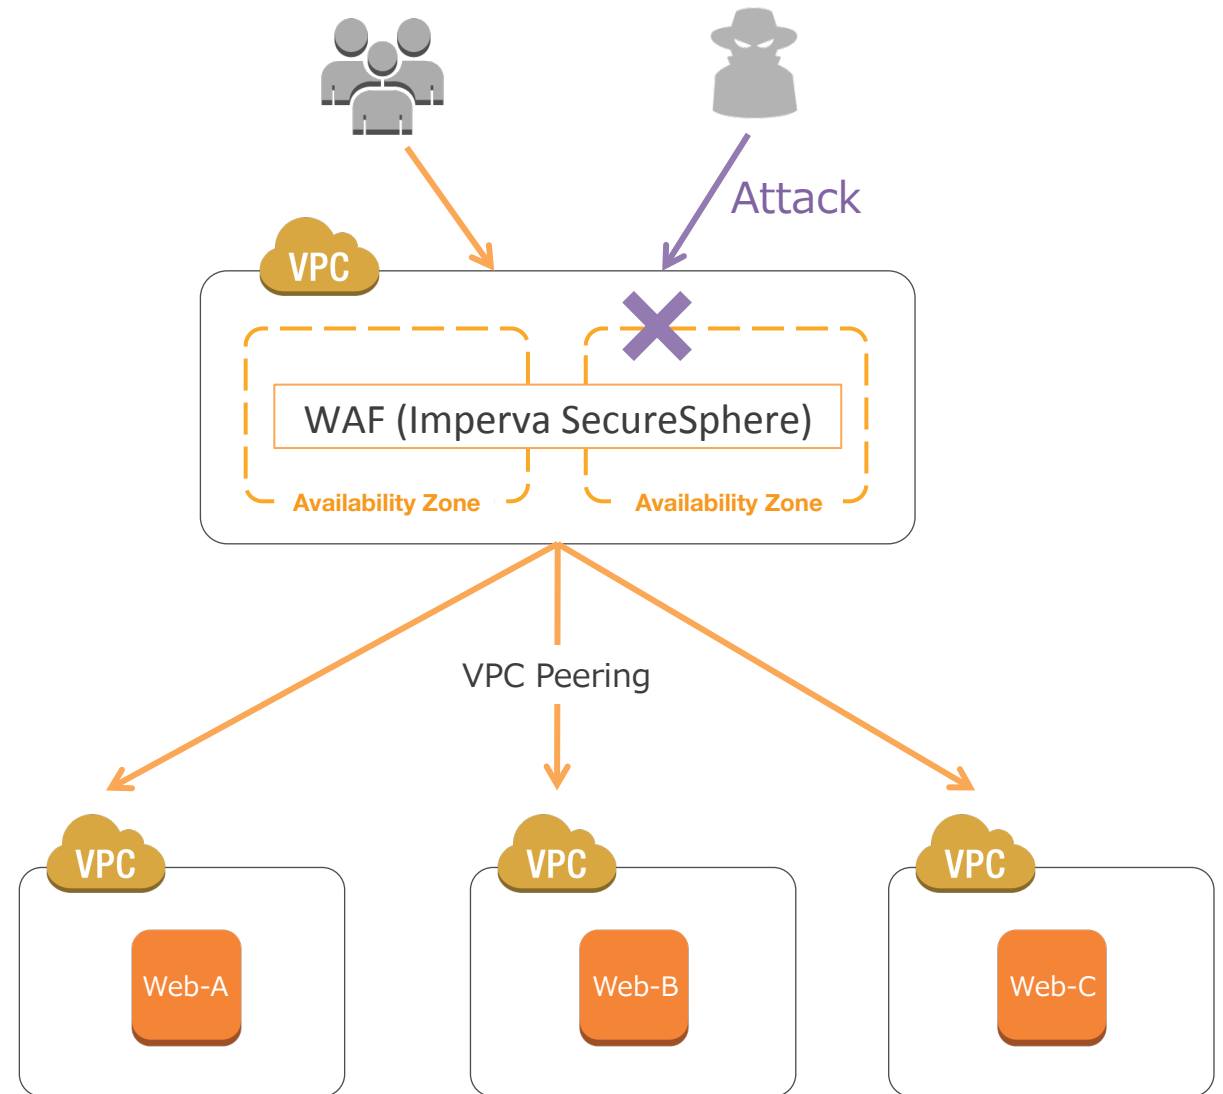 Attack
VPC
WAF (Imperva SecureSphere)
Availability Zone
Availability Zone
VPC Peering
VPC
VPC
VPC
Web-A
Web-B
Web-C